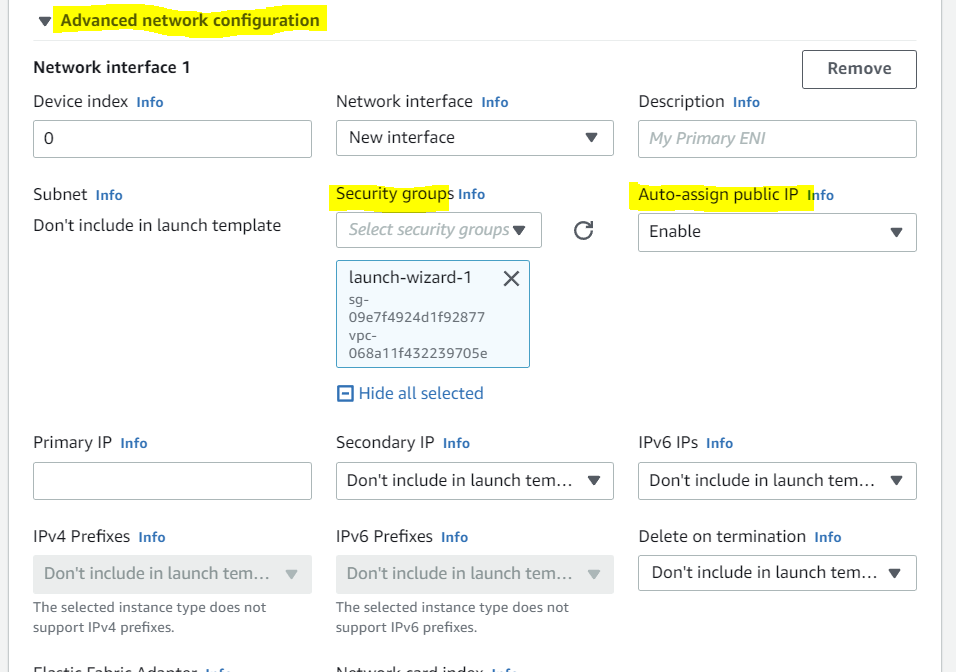 Advanced network configuration
Network interface 1
Remove
Device index Info
Network interface Info
Description Info
0
New interface
My Primary ENI
Subnet Info
Security groups Info
Auto-assign public IP Info
Don't include in launch template
Select security groups
Enable
launch-wizard-1
sg-
09e7f4924d1f92877
vpc-
068a11f432239705e
Hide all selected
Primary IP Info
Secondary IP Info
IPv6 IPs Info
Don't include in launch tem...
Don't include in launch tem...
IPv4 Prefixes Info
IPv6 Prefixes Info
Delete on termination Info
Don't include in launch tem...
Don't include in launch tem...
Don't include in launch tem...
The selected instance type does not
support IPv4 prefixes.
The selected instance type does not
support IPv6 prefixes.
Elastic Fabric Adapter Info
Network card index Info